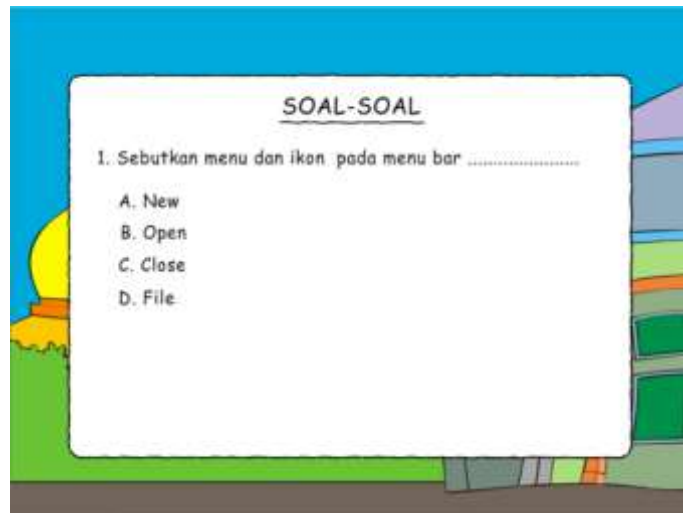 SOAL-SOAL
1. Sebutkan menu dan ikon pada menu bar ......................
A. New
B. Open
C. Close
D. File